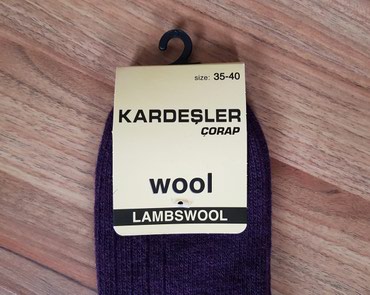 size: 35-40
KARDEŞLER
ÇORAP
wool
LAMBSWOOL